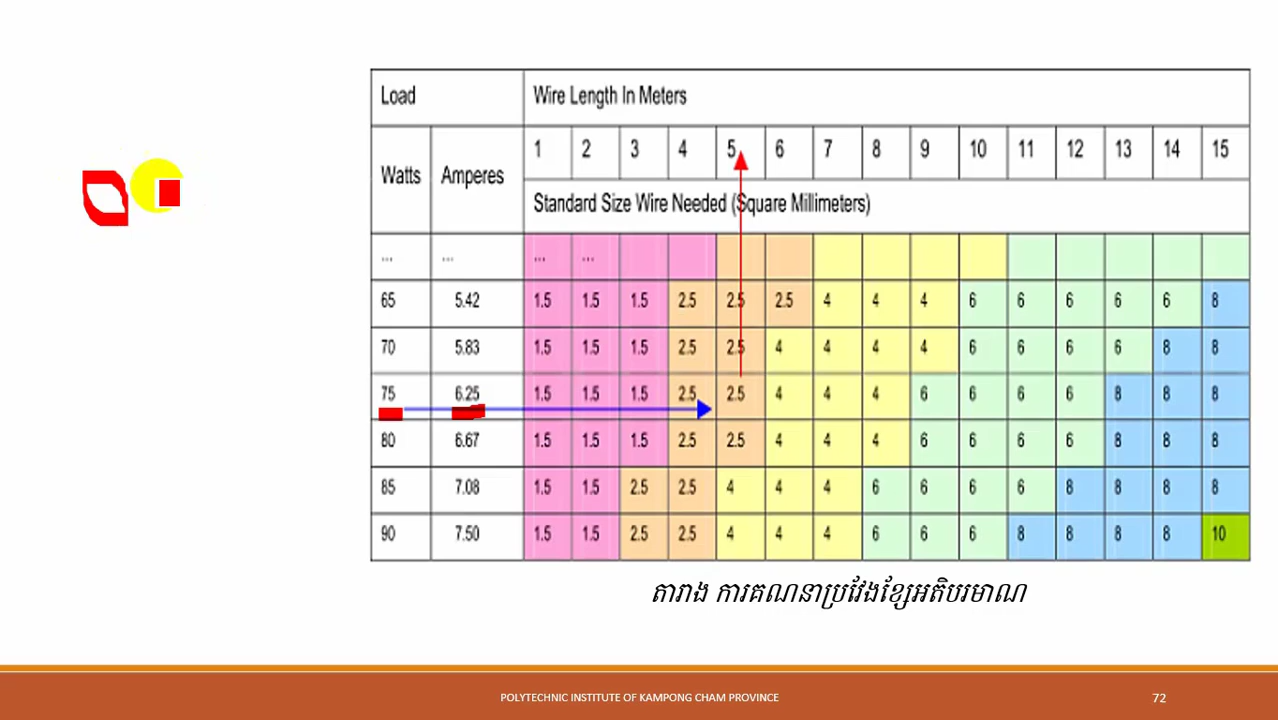 Load Wire Length In Meters
Watts Amperes 1 2 3 4 5 6 7 8 9 10 11 12 13 14 15
Standard Size Wire Needed (Square Millimeters)
... ... ... ...
65 5.42 1.5 1.5 1.5 2.5 2.5 2.5 4 4 4 6 6 6 6 6 8
70 5.83 1.5 1.5 1.5 2.5 2.5 4 4 4 4 6 6 6 6 8 8
75 6.25 1.5 1.5 1.5 2.5 2.5 4 4 4 6 6 6 6 8 8 8
80 6.67 1.5 1.5 1.5 2.5 2.5 4 4 4 6 6 6 6 8 8 8
85 7.08 1.5 1.5 2.5 2.5 4 4 4 6 6 6 6 8 8 8 8
90 7.50 1.5 1.5 2.5 2.5 4 4 4 6 6 6 8 8 8 8 10
តារាង ការគណនាប្រវែងខ្សែអតិបរមាណ
POLYTECHNIC INSTITUTE OF KAMPONG CHAM PROVINCE 72